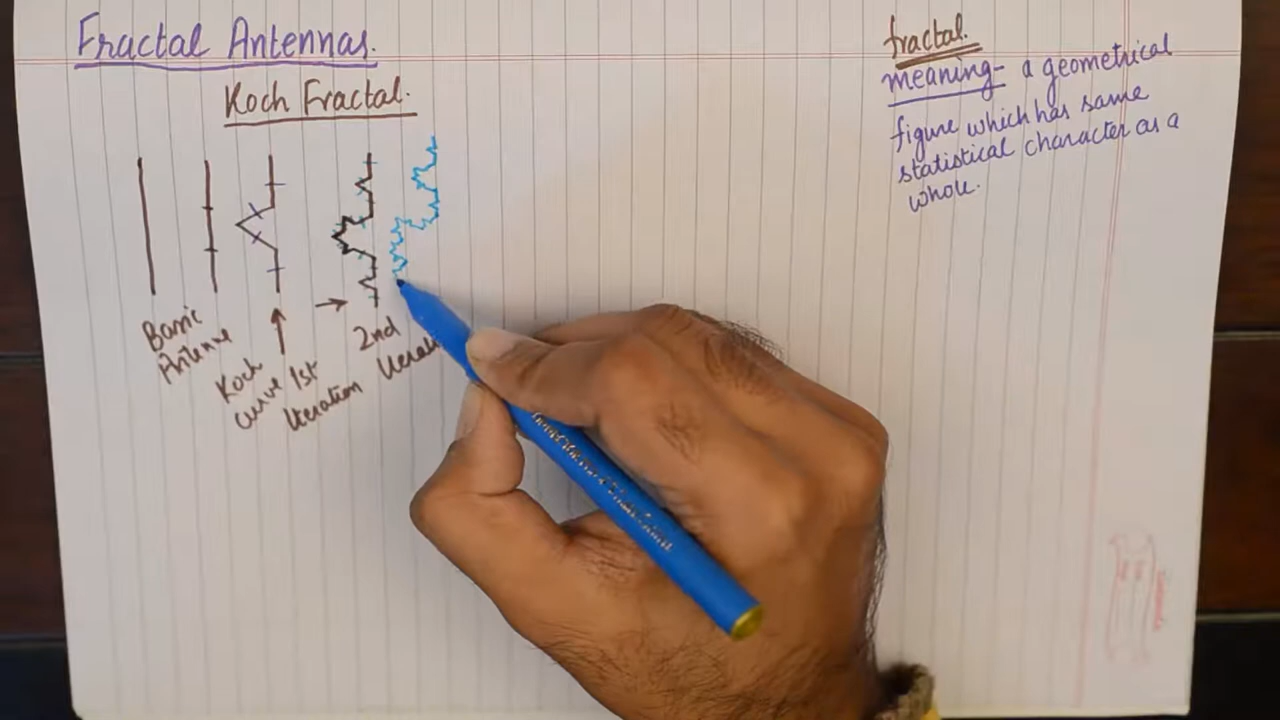 Fractal Antennas.
Koch Fractal.
Basic
Antenna
Koch
curve 1st
Iteration
2nd
fractal.
meaning- a geometrical
figure which has same
statistical character as a
whole.